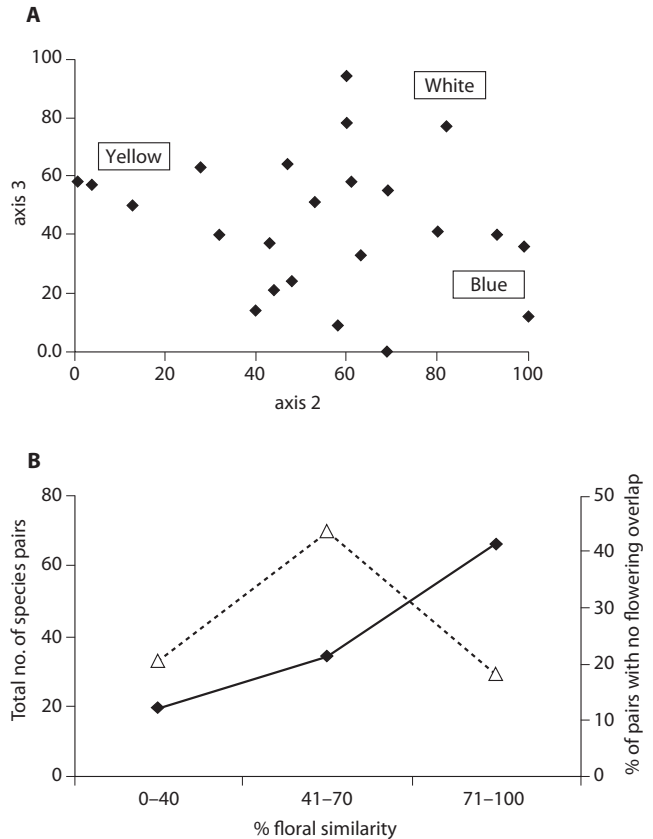 A
100
80
60
40
20
0.0
axis 3
White
Yellow
Blue
0 20 40 60 80 100
axis 2
B
80
60
40
20
0
Total no. of species pairs
50
40
30
20
10
0
% of pairs with no flowering overlap
0–40 41–70 71–100
% floral similarity